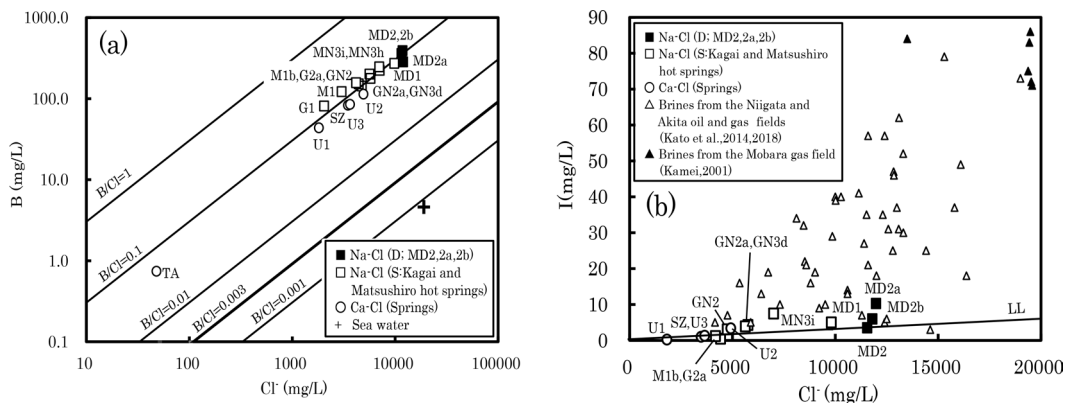 (a)
1000.0
100.0
10.0
1.0
0.1
B (mg/L)
10
100
1000
10000
100000
Cl⁻ (mg/L)
MD2,2b
MN3i,MN3h
MD2a
M1b,G2a,GN2
MD1
M1
GN2a,GN3d
G1
SZ
U2
U3
U1
TA
B/Cl=1
B/Cl=0.1
B/Cl=0.01
B/Cl=0.003
B/Cl=0.001
Na-Cl (D; MD2,2a,2b)
Na-Cl (S:Kagai and
Matsushiro hot springs)
Ca-Cl (Springs)
Sea water
(b)
90
80
70
60
50
40
30
20
10
0
I(mg/L)
0
5000
10000
15000
20000
Cl⁻ (mg/L)
Na-Cl (D; MD2,2a,2b)
Na-Cl (S:Kagai and Matsushiro
hot springs)
Ca-Cl (Springs)
Brines from the Niigata and
Akita oil and gas fields
(Kato et al.,2014,2018)
Brines from the Mobara gas field
(Kamei,2001)
GN2a,GN3d
MD2a
GN2
MD1
MD2b
LL
U1
SZ,U3
MN3i
U2
MD2
M1b,G2a